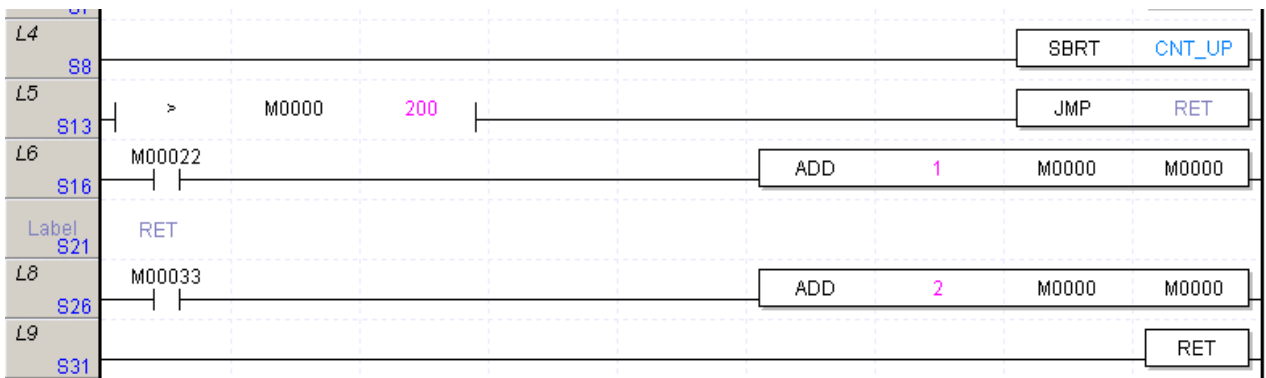 L4 SBRT CNT_UP
S8
L5 > M0000 200 JMP RET
S13
L6 M00022 ADD 1 M0000 M0000
S16
Label RET
S21
L8 M00033 ADD 2 M0000 M0000
S26
L9 RET
S31